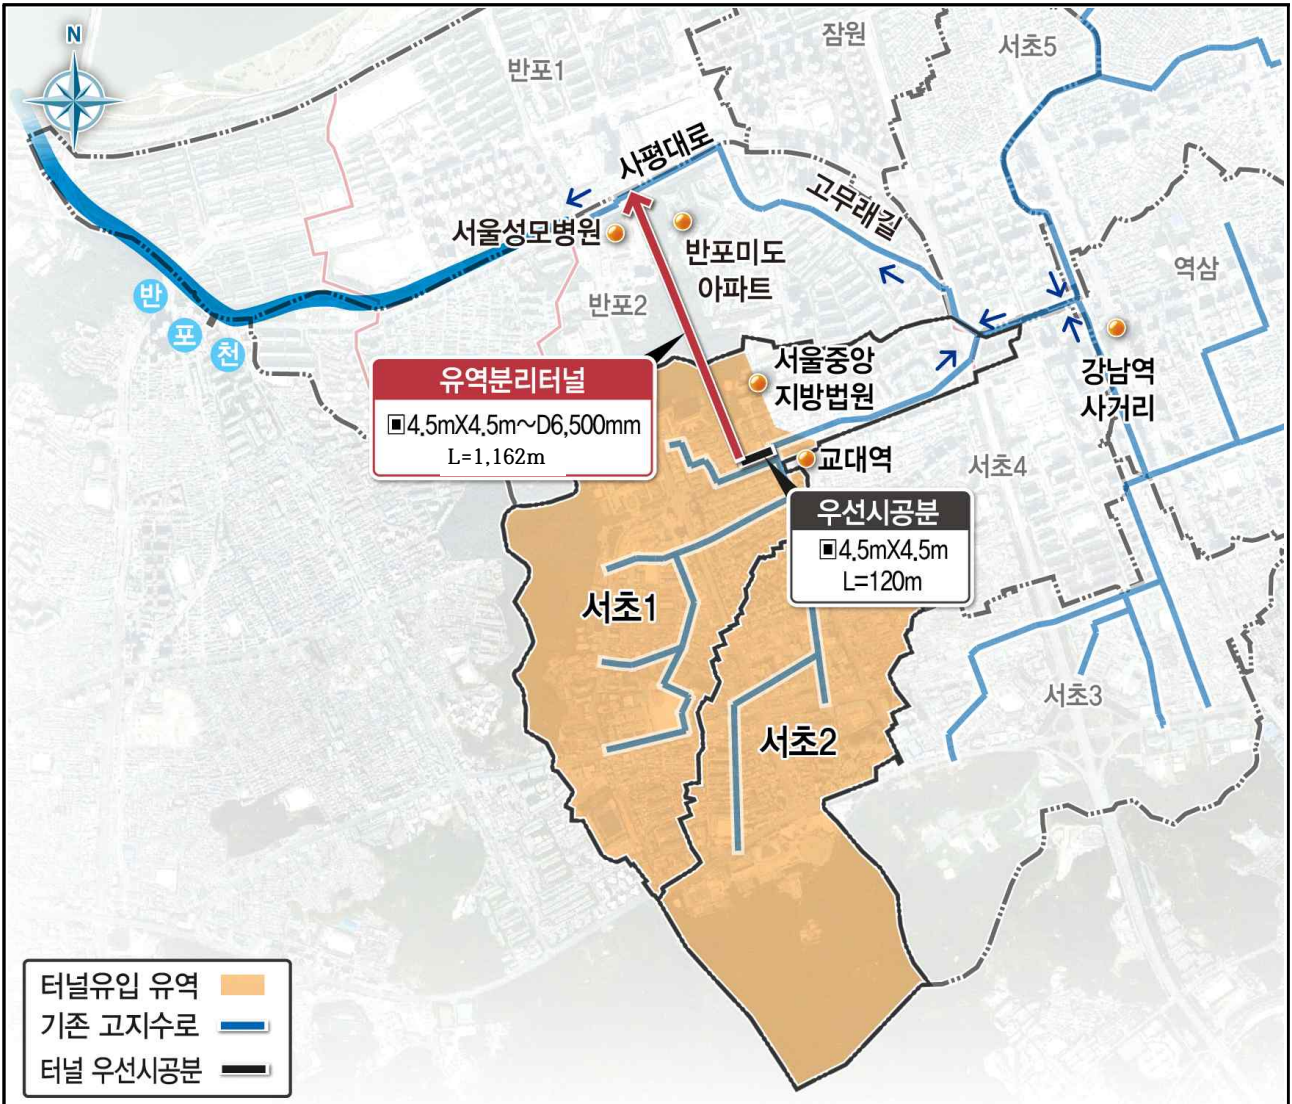 N
잠원
서초5
반포1
사평대로
고무래길
서울성모병원
반포미도
아파트
역삼
반
포
천
반포2
강남역
사거리
서울중앙
지방법원
유역분리터널
▣4.5mX4.5m~D6,500mm
L=1,162m
교대역
서초4
우선시공분
▣4.5mX4.5m
L=120m
서초1
서초3
서초2
터널유입 유역
기존 고지수로
터널 우선시공분